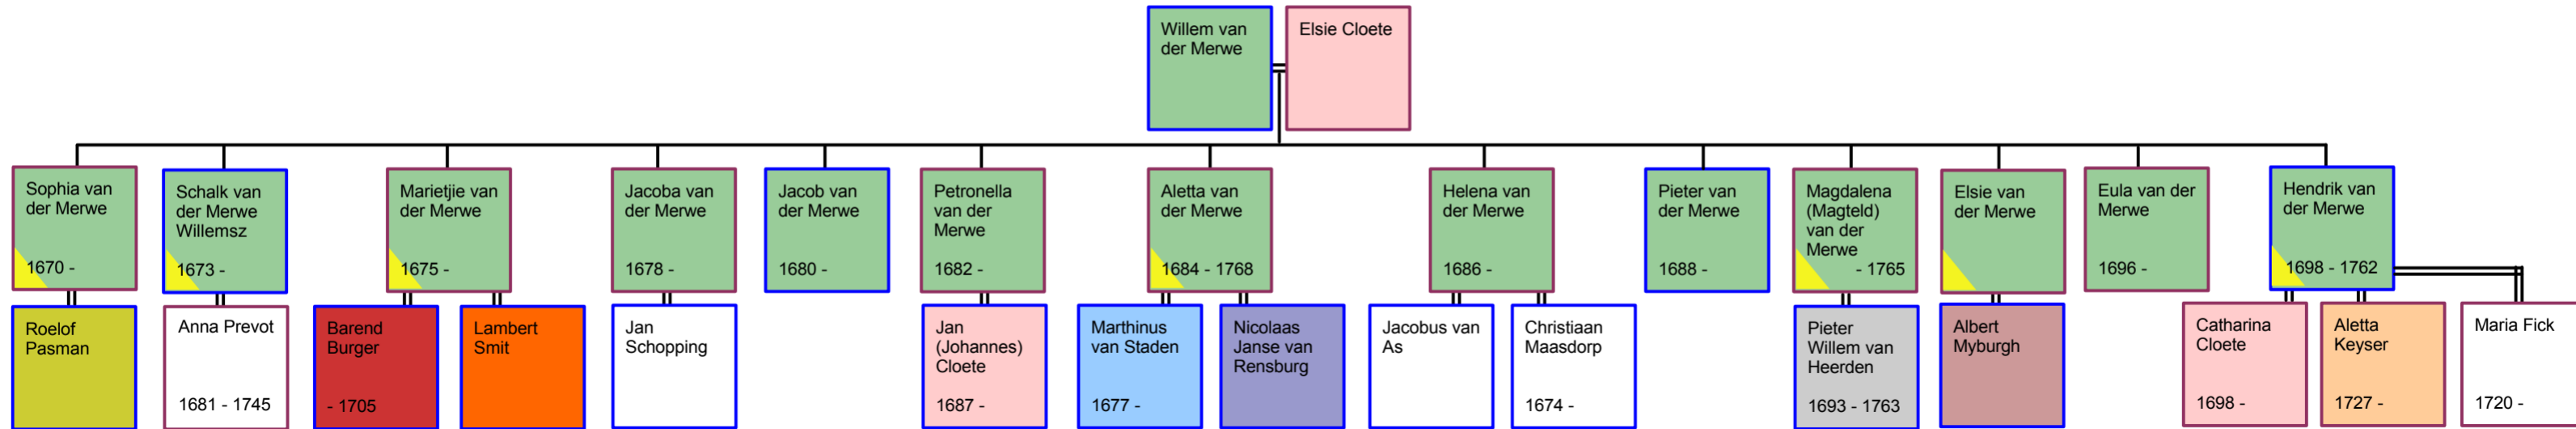 Willem van
der Merwe
Elsie Cloete
Sophia van
der Merwe
1670 -
Schalk van
der Merwe
Willemsz
1673 -
Marietjie van
der Merwe
1675 -
Jacoba van
der Merwe
1678 -
Jacob van
der Merwe
1680 -
Petronella
van der
Merwe
1682 -
Aletta van
der Merwe
1684 - 1768
Helena van
der Merwe
1686 -
Pieter van
der Merwe
1688 -
Magdalena
(Magteld)
van der
Merwe
- 1765
Elsie van
der Merwe
Eula van der
Merwe
1696 -
Hendrik van
der Merwe
1698 - 1762
Roelof
Pasman
Anna Prevot
1681 - 1745
Barend
Burger
- 1705
Lambert
Smit
Jan
Schopping
Jan
(Johannes)
Cloete
1687 -
Marthinus
van Staden
1677 -
Nicolaas
Janse van
Rensburg
Jacobus van
As
Christiaan
Maasdorp
1674 -
Pieter
Willem van
Heerden
1693 - 1763
Albert
Myburgh
Catharina
Cloete
1698 -
Aletta
Keyser
1727 -
Maria Fick
1720 -